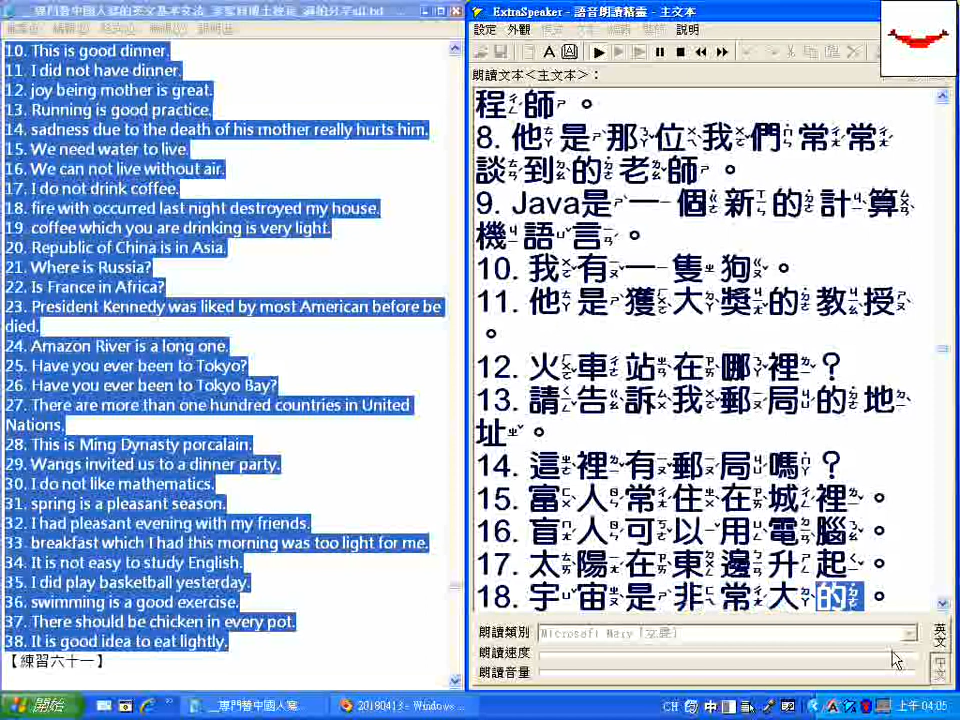 10. This is good dinner.
11. I did not have dinner.
12. joy being mother is great.
13. Running is good practice.
14. sadness due to the death of his mother really hurts him.
15. We need water to live.
16. We can not live without air.
17. I do not drink coffee.
18. fire with occurred last night destroyed my house.
19. coffee which you are drinking is very light.
20. Republic of China is in Asia.
21. Where is Russia?
22. Is France in Africa?
23. President Kennedy was liked by most American before be
died.
24. Amazon River is a long one.
25. Have you ever been to Tokyo?
26. Have you ever been to Tokyo Bay?
27. There are more than one hundred countries in United
Nations.
28. This is Ming Dynasty porcalain.
29. Wangs invited us to a dinner party.
30. I do not like mathematics.
31. spring is a pleasant season.
32. I had pleasant evening with my friends.
33. breakfast which I had this morning was too light for me.
34. It is not easy to study English.
35. I did play basketball yesterday.
36. swimming is a good exercise.
37. There should be chicken in every pot.
38. It is good idea to eat lightly.
【練習六十一】
ExtraSpeaker - 語音朗讀精靈 - 主文本
設定 外觀 說明
朗讀文本<主文本>：
程師。
8. 他是那位我們常常
談到的老師。
9. Java是一個新的計算
機語言。
10. 我有一隻狗。
11. 他是獲大獎的教授
。
12. 火車站在哪裡？
13. 請告訴我郵局的地
址。
14. 這裡有郵局嗎？
15. 富人常住在城裡。
16. 盲人可以用電腦。
17. 太陽在東邊升起。
18. 宇宙是非常大的。
朗讀類別 Microsoft Mary [女聲]
英文
朗讀速度
中文
朗讀音量
開始
20180413 - Windows ...
CH
中
上午 04:05